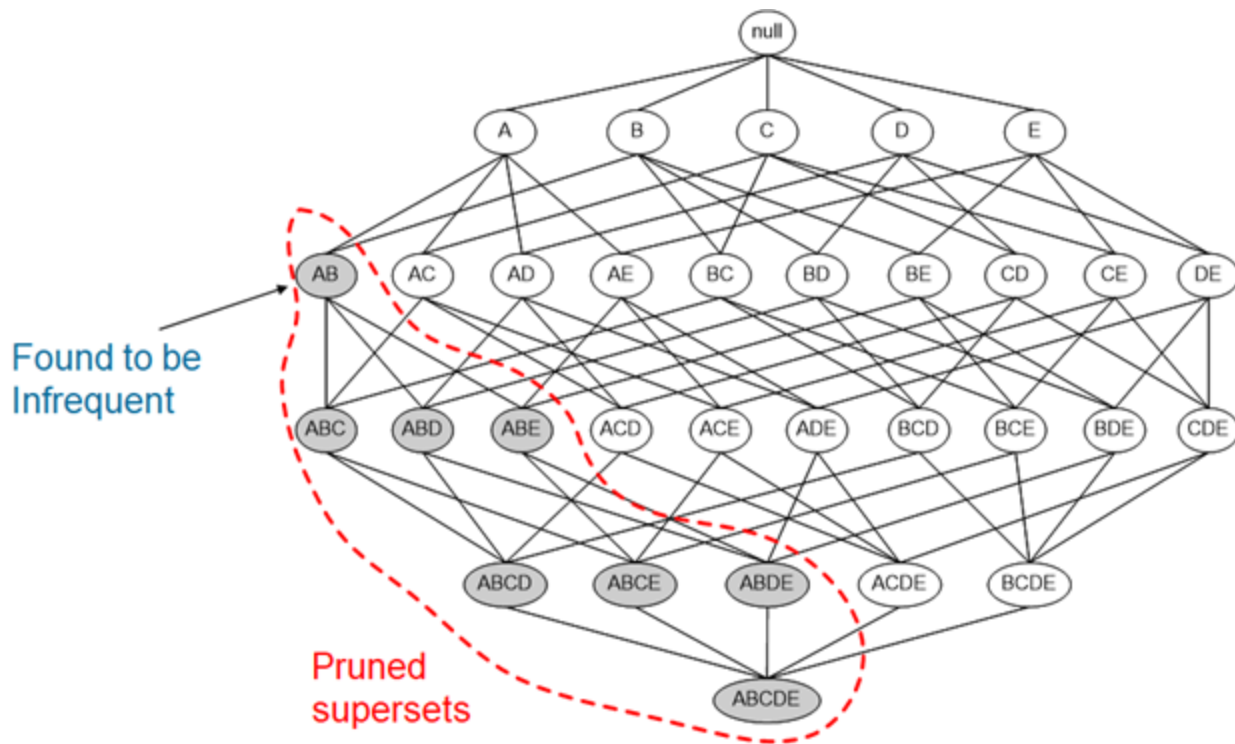 null
A B C D E
AB AC AD AE BC BD BE CD CE DE
Found to be
Infrequent
ABC ABD ABE ACD ACE ADE BCD BCE BDE CDE
ABCD ABCE ABDE ACDE BCDE
Pruned
supersets
ABCDE